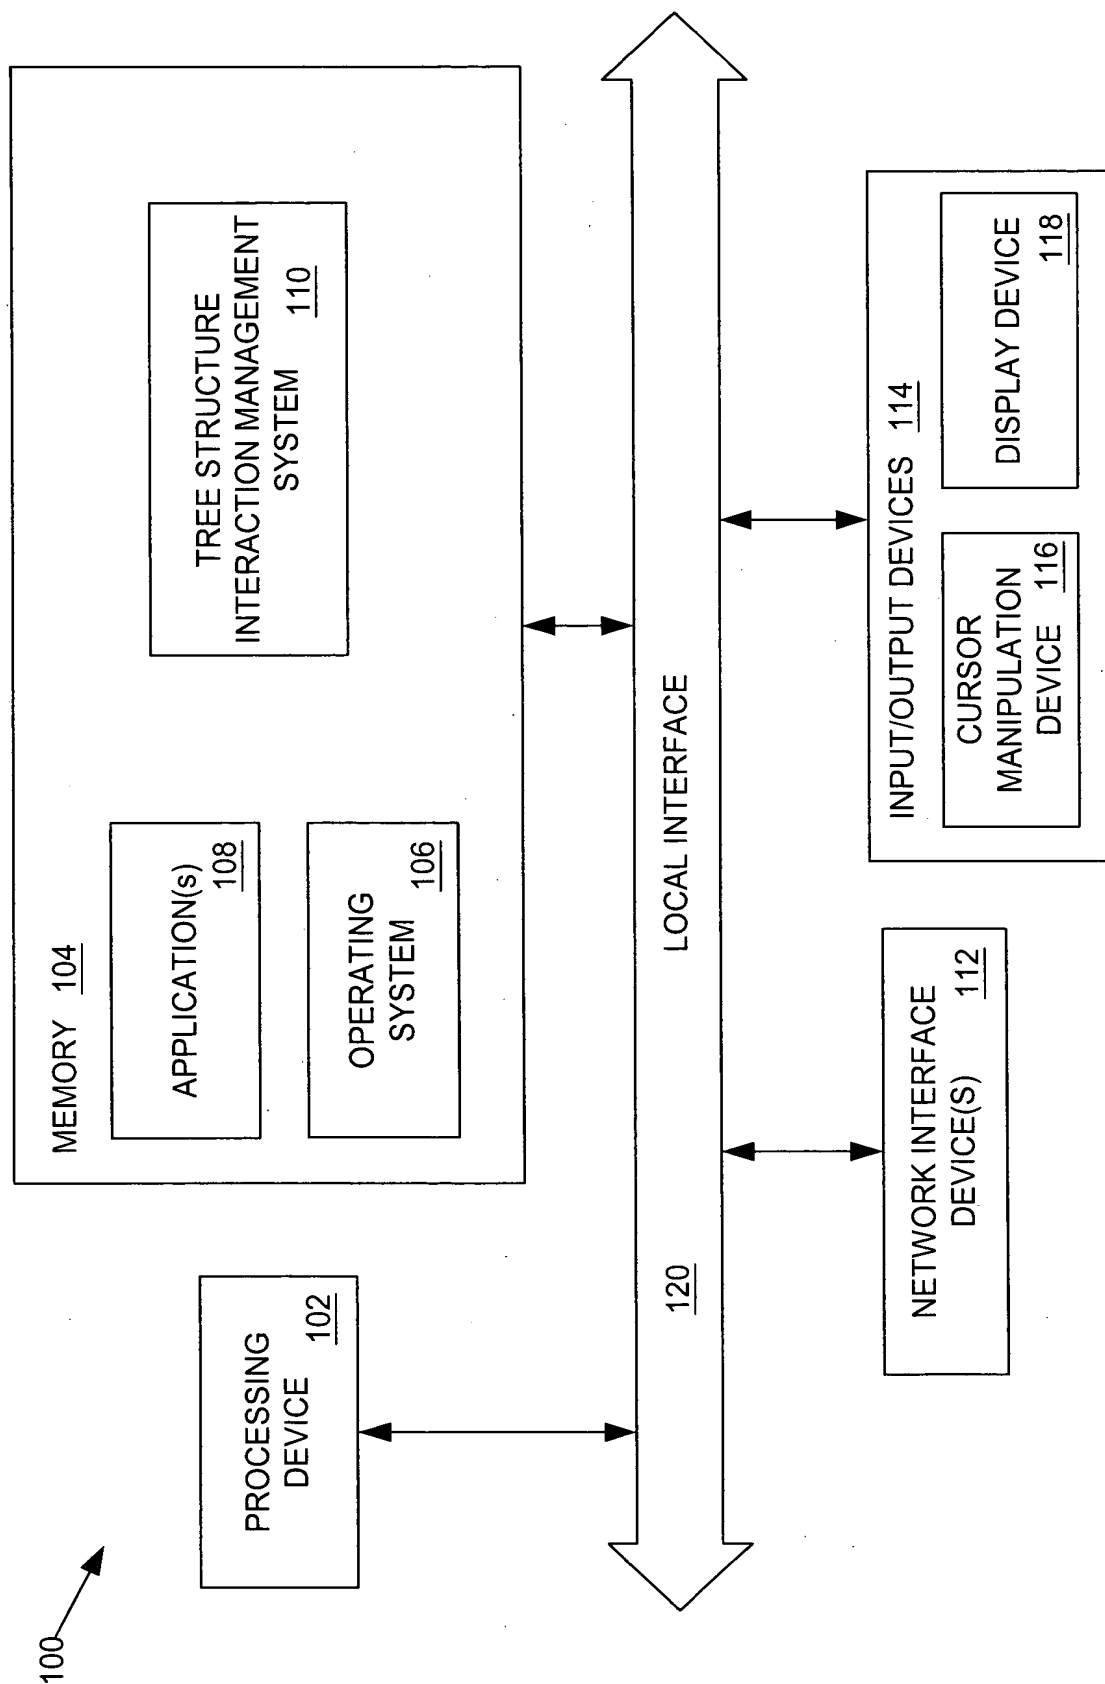 100
PROCESSING
DEVICE
102
MEMORY 104
APPLICATION(s)
108
OPERATING
SYSTEM
106
TREE STRUCTURE
INTERACTION MANAGEMENT
SYSTEM
110
120
LOCAL INTERFACE
NETWORK INTERFACE
DEVICE(S)
112
INPUT/OUTPUT DEVICES 114
CURSOR
MANIPULATION
DEVICE
116
DISPLAY DEVICE
118